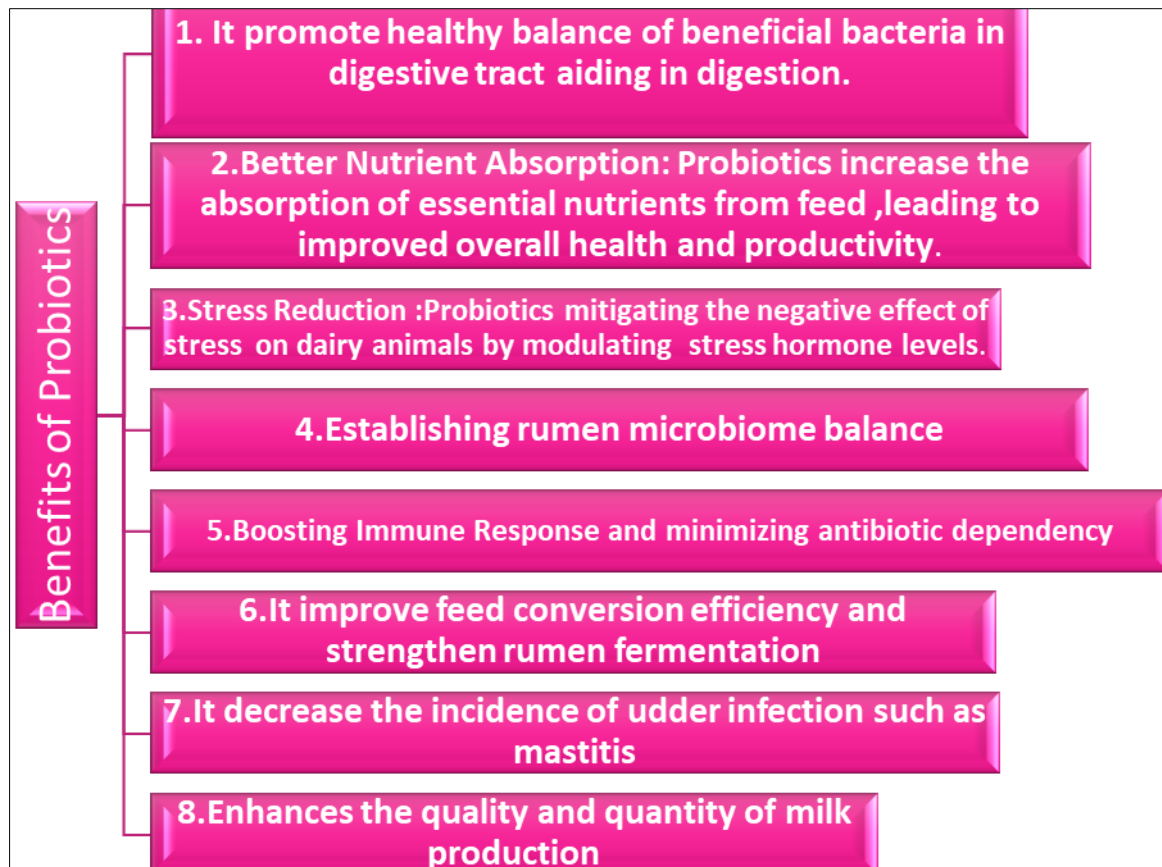 Benefits of Probiotics
1. It promote healthy balance of beneficial bacteria in
digestive tract aiding in digestion.
2.Better Nutrient Absorption: Probiotics increase the
absorption of essential nutrients from feed ,leading to
improved overall health and productivity.
3.Stress Reduction :Probiotics mitigating the negative effect of
stress on dairy animals by modulating stress hormone levels.
4.Establishing rumen microbiome balance
5.Boosting Immune Response and minimizing antibiotic dependency
6.It improve feed conversion efficiency and
strengthen rumen fermentation
7.It decrease the incidence of udder infection such as
mastitis
8.Enhances the quality and quantity of milk
production